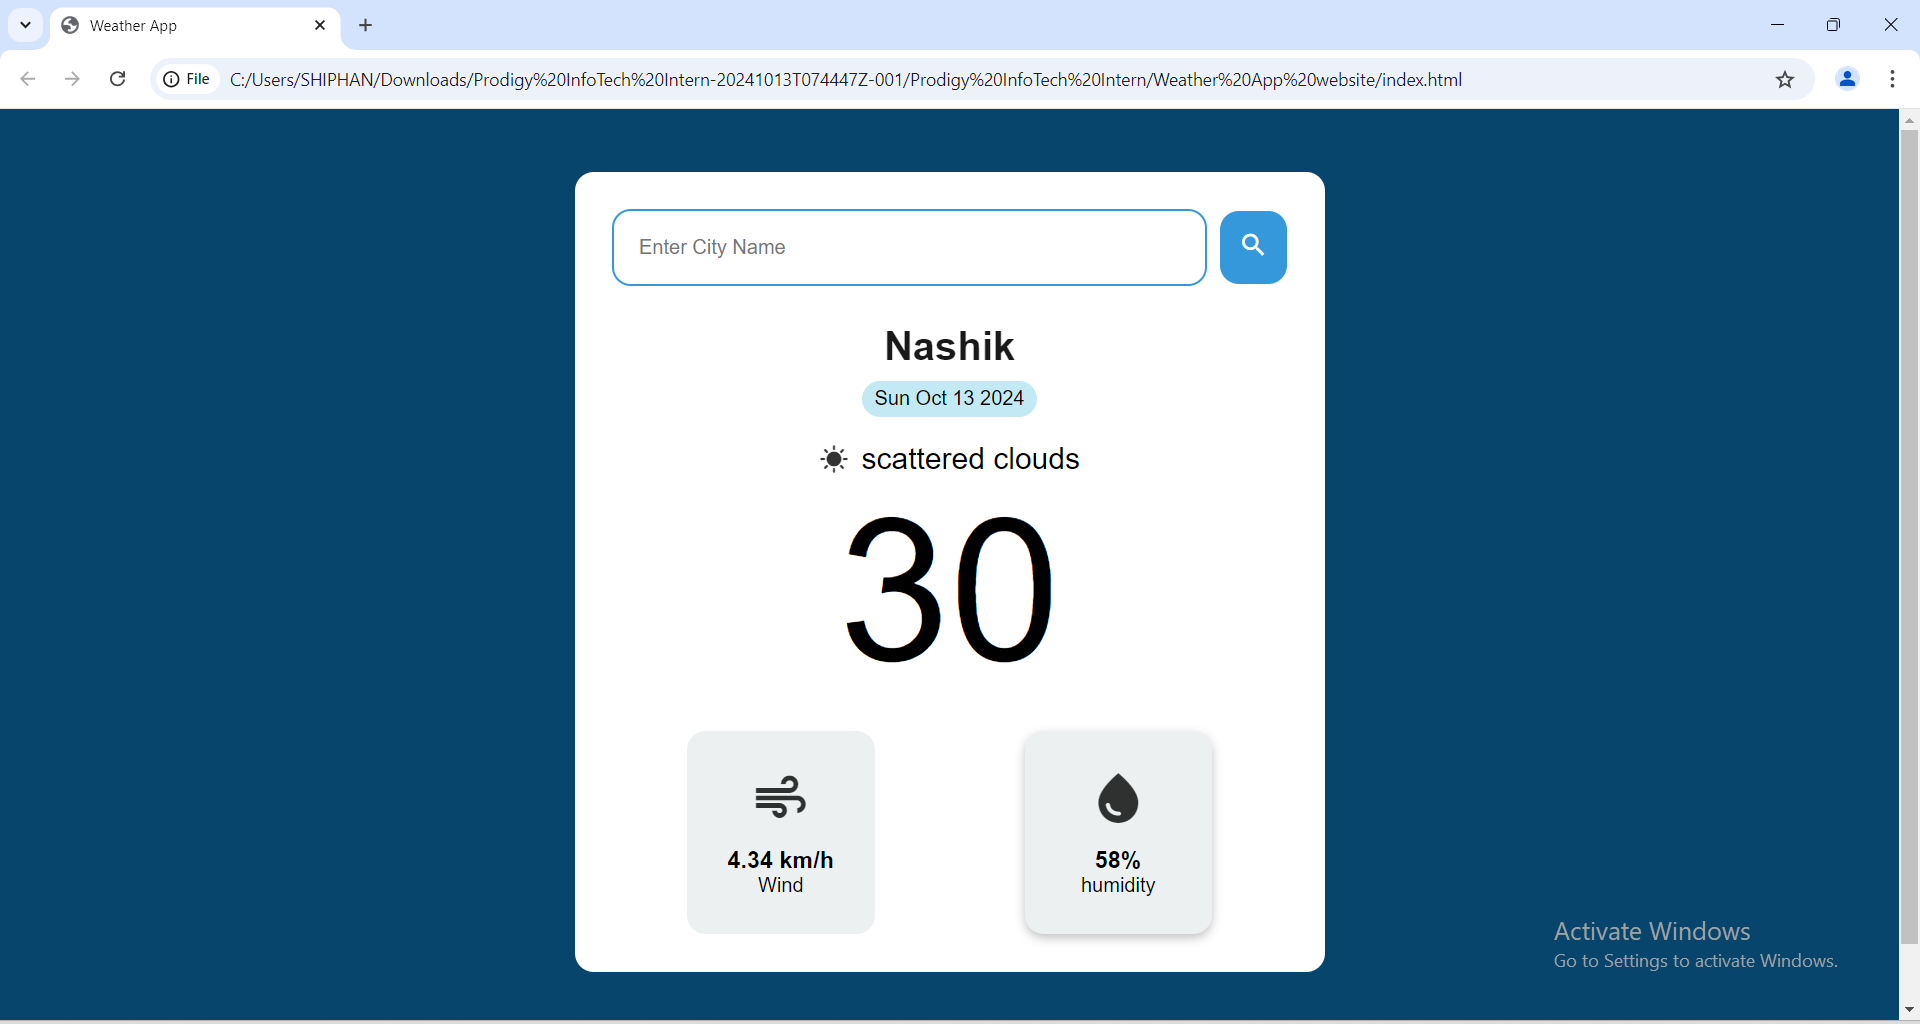 Weather App
File
C:/Users/SHIPHAN/Downloads/Prodigy%20InfoTech%20Intern-20241013T074447Z-001/Prodigy%20InfoTech%20Intern/Weather%20App%20website/index.html
Enter City Name
Nashik
Sun Oct 13 2024
scattered clouds
30
4.34 km/h
Wind
58%
humidity
Activate Windows
Go to Settings to activate Windows.